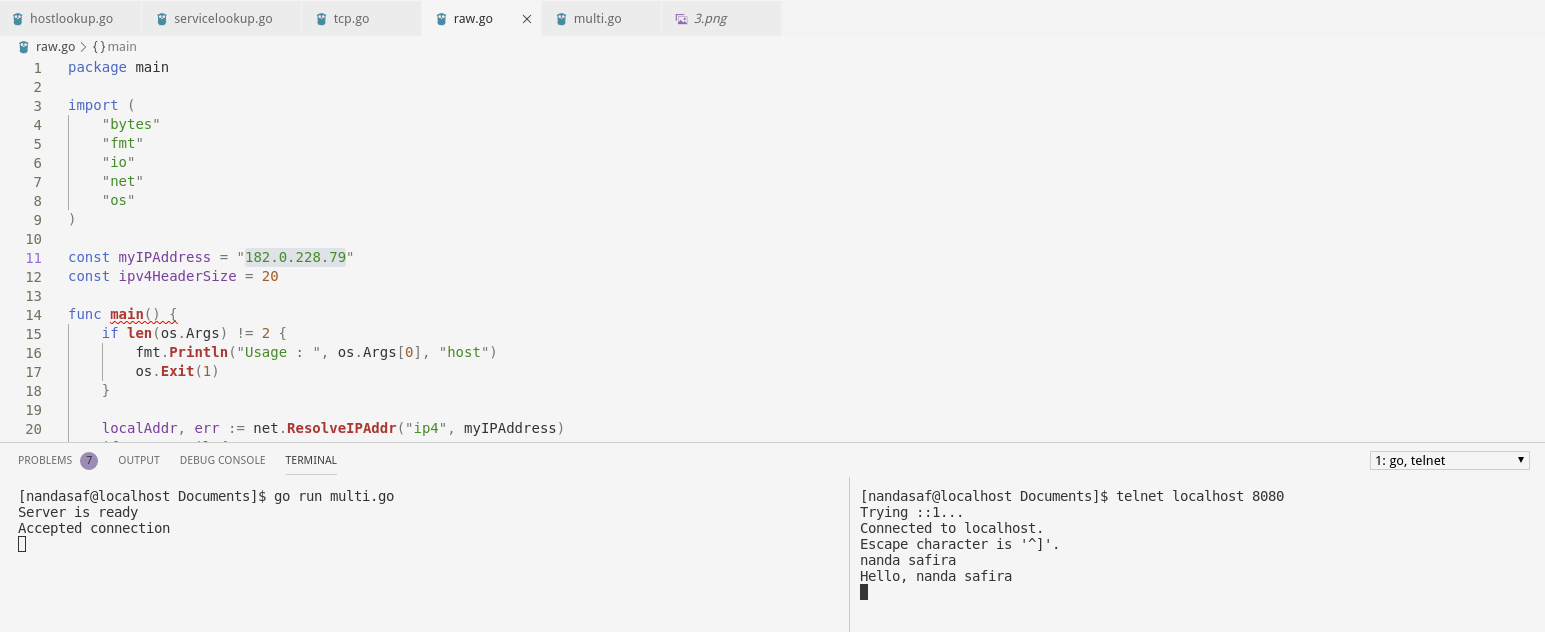 hostlookup.go servicelookup.go tcp.go raw.go × multi.go 3.png
raw.go > {} main
1 package main
2
3 import (
4 "bytes"
5 "fmt"
6 "io"
7 "net"
8 "os"
9 )
10
11 const myIPAddress = "182.0.228.79"
12 const ipv4HeaderSize = 20
13
14 func main() {
15 if len(os.Args) != 2 {
16 fmt.Println("Usage : ", os.Args[0], "host")
17 os.Exit(1)
18 }
19
20 localAddr, err := net.ResolveIPAddr("ip4", myIPAddress)
PROBLEMS 7 OUTPUT DEBUG CONSOLE TERMINAL 1: go, telnet
[nandasaf@localhost Documents]$ go run multi.go
Server is ready
Accepted connection
[nandasaf@localhost Documents]$ telnet localhost 8080
Trying ::1...
Connected to localhost.
Escape character is '^]'.
nanda safira
Hello, nanda safira